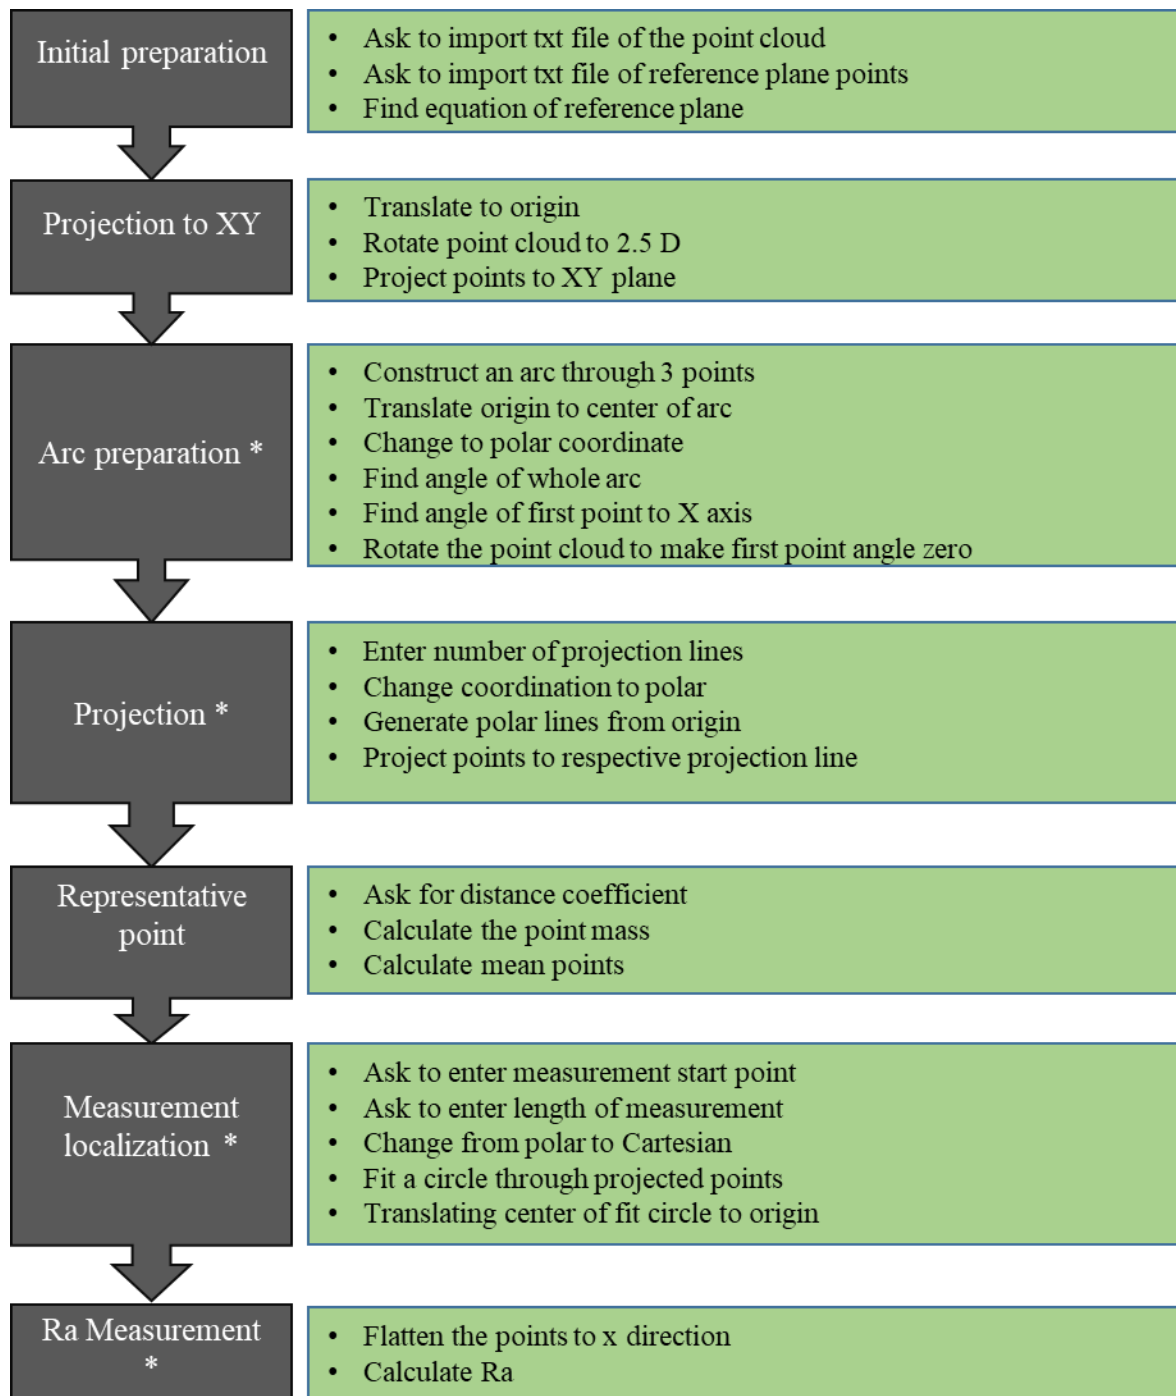 Initial preparation
• Ask to import txt file of the point cloud
• Ask to import txt file of reference plane points
• Find equation of reference plane
Projection to XY
• Translate to origin
• Rotate point cloud to 2.5 D
• Project points to XY plane
Arc preparation *
• Construct an arc through 3 points
• Translate origin to center of arc
• Change to polar coordinate
• Find angle of whole arc
• Find angle of first point to X axis
• Rotate the point cloud to make first point angle zero
Projection *
• Enter number of projection lines
• Change coordination to polar
• Generate polar lines from origin
• Project points to respective projection line
Representative
point
• Ask for distance coefficient
• Calculate the point mass
• Calculate mean points
Measurement
localization *
• Ask to enter measurement start point
• Ask to enter length of measurement
• Change from polar to Cartesian
• Fit a circle through projected points
• Translating center of fit circle to origin
Ra Measurement
*
• Flatten the points to x direction
• Calculate Ra